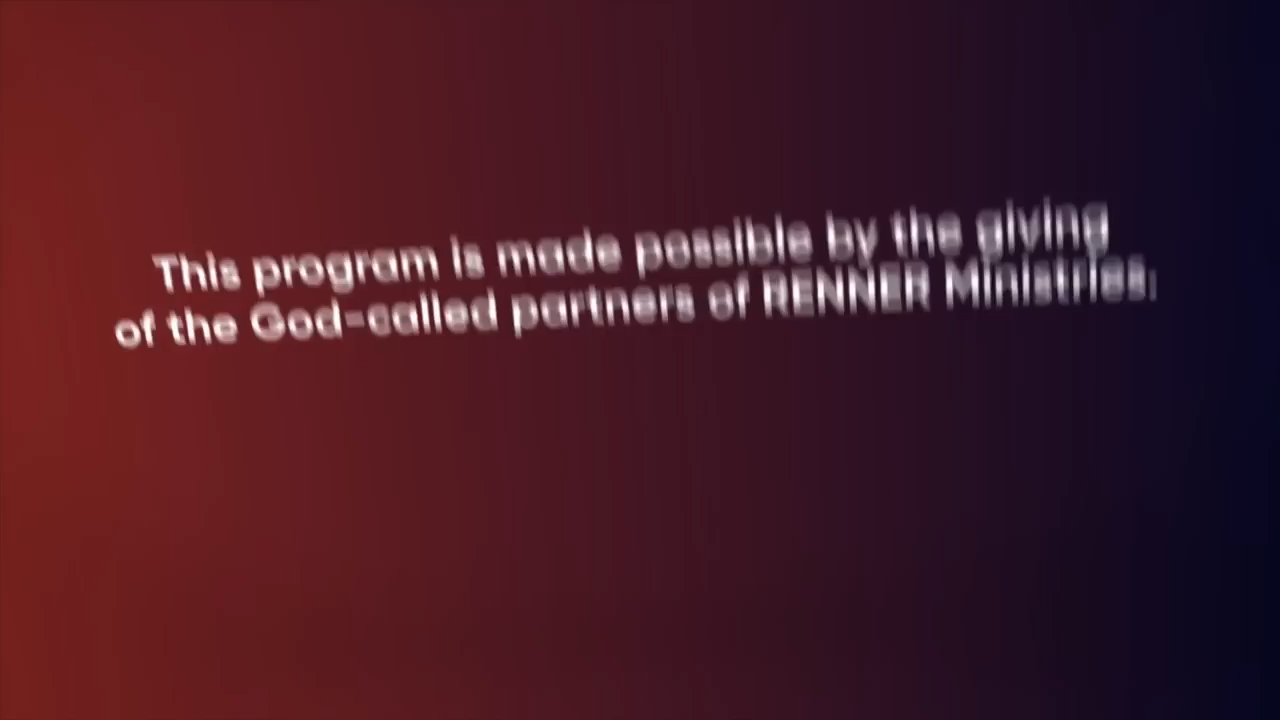 This program is made possible by the giving
of the God-called partners of RENNER Ministries.